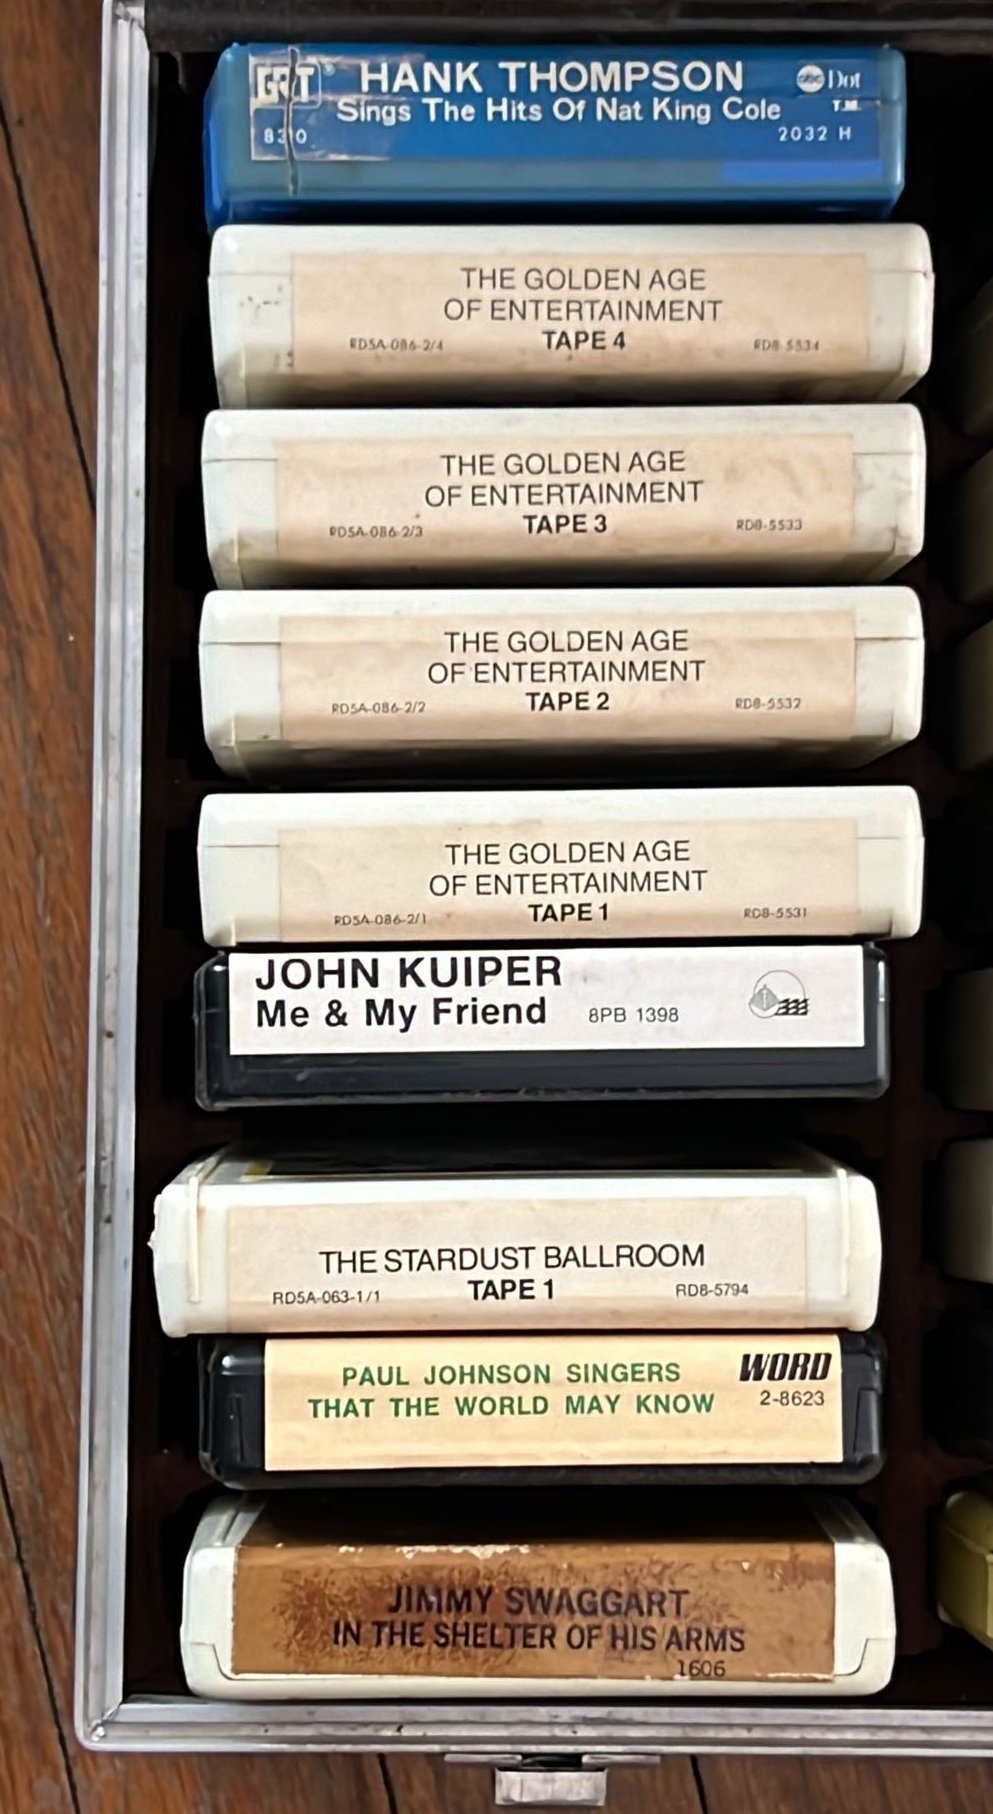 GRT® HANK THOMPSON abc Dot
Sings The Hits Of Nat King Cole T.M.
2032 H
THE GOLDEN AGE
OF ENTERTAINMENT
RD5A-086-2/4 TAPE 4 RD8-5534
THE GOLDEN AGE
OF ENTERTAINMENT
RD5A-086-2/3 TAPE 3 RD8-5533
THE GOLDEN AGE
OF ENTERTAINMENT
RD5A-086-2/2 TAPE 2 RD8-5532
THE GOLDEN AGE
OF ENTERTAINMENT
RD5A-086-2/1 TAPE 1 RD8-5531
JOHN KUIPER
Me & My Friend 8PB 1398
THE STARDUST BALLROOM
RD5A-063-1/1 TAPE 1 RD8-5794
PAUL JOHNSON SINGERS WORD
THAT THE WORLD MAY KNOW 2-8623
JIMMY SWAGGART
IN THE SHELTER OF HIS ARMS
1606